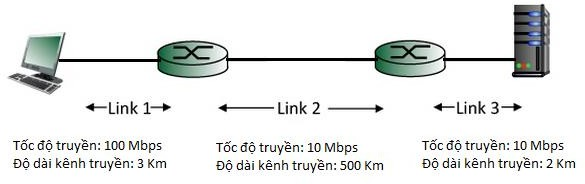 Link 1
Link 2
Link 3
Tốc độ truyền: 100 Mbps
Độ dài kênh truyền: 3 Km
Tốc độ truyền: 10 Mbps
Độ dài kênh truyền: 500 Km
Tốc độ truyền: 10 Mbps
Độ dài kênh truyền: 2 Km